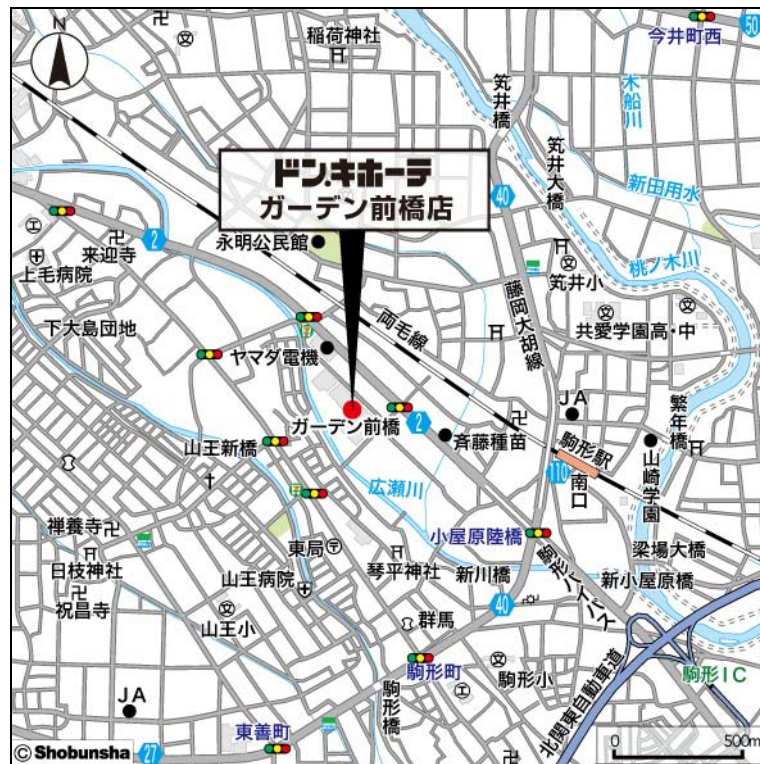 N
稲荷神社
今井町西
50
筑井橋
木船川
筑井大橋
新田用水
ドン.キホーテ
ガーデン前橋店
40
2
永明公民館
来迎寺
上毛病院
桃ノ木川
筑井小
藤岡大胡線
両毛線
共愛学園高・中
下大島団地
ヤマダ電機
JA
繁年橋
ガーデン前橋
2
斉藤種苗
山王新橋
駒形駅
110
南口
山崎学園
広瀬川
小屋原陸橋
禅養寺
東局
梁場大橋
日枝神社
琴平神社
新川橋
駒形バイパス
新小屋原橋
山王病院
祝昌寺
40
山王小
群馬
北関東自動車道
駒形町
駒形小
駒形IC
JA
駒形橋
東善町
© Shobunsha
27
0
500m